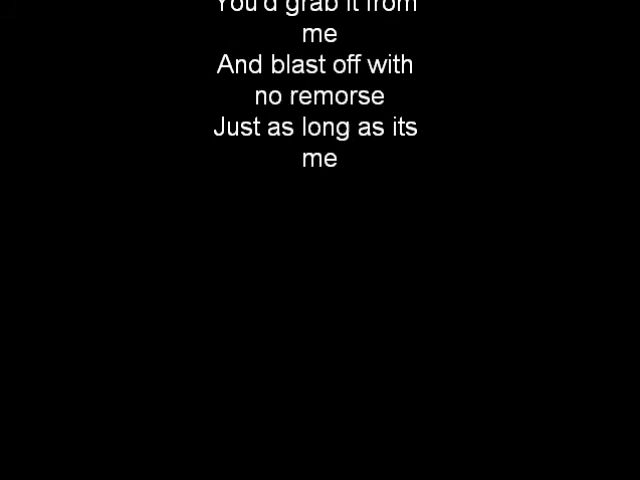 You'd grab it from
me
And blast off with
no remorse
Just as long as its
me